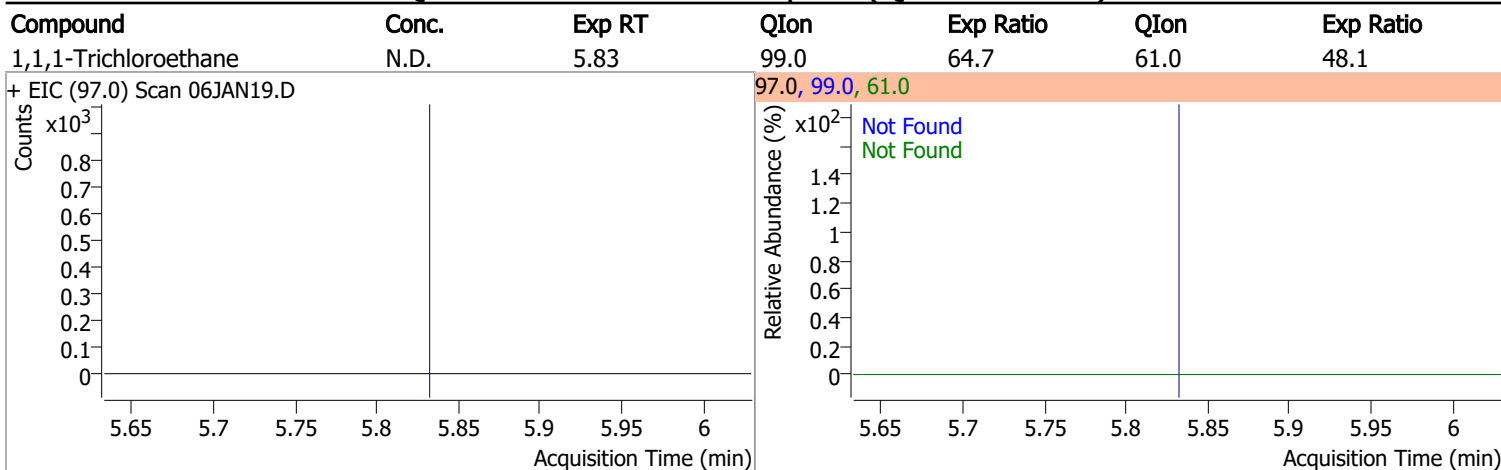 Compound Conc. Exp RT QIon Exp Ratio QIon Exp Ratio
1,1,1-Trichloroethane N.D. 5.83 99.0 64.7 61.0 48.1
+ EIC (97.0) Scan 06JAN19.D
Counts
x10³
0.8
0.7
0.6
0.5
0.4
0.3
0.2
0.1
0
5.65 5.7 5.75 5.8 5.85 5.9 5.95 6
Acquisition Time (min)
97.0, 99.0, 61.0
Relative Abundance (%)
x10²
Not Found
Not Found
1.4
1.2
1
0.8
0.6
0.4
0.2
0
5.65 5.7 5.75 5.8 5.85 5.9 5.95 6
Acquisition Time (min)